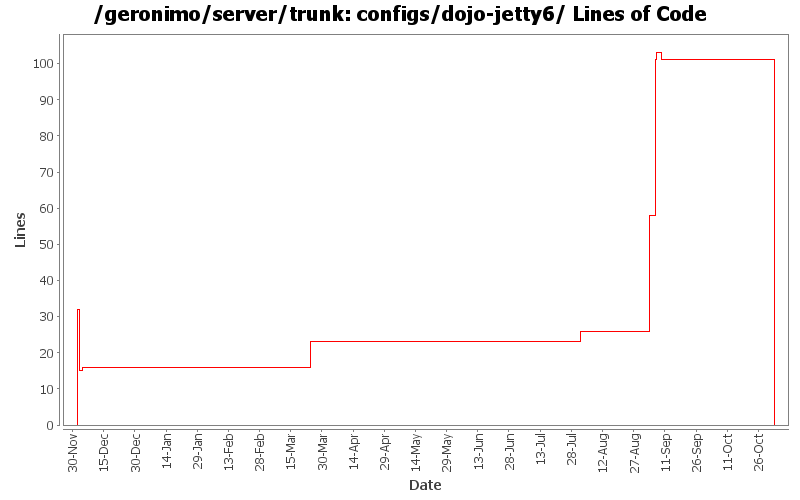 /geronimo/server/trunk: configs/dojo-jetty6/ Lines of Code
Lines
100
90
80
70
60
50
40
30
20
10
0
30-Nov
15-Dec
30-Dec
14-Jan
29-Jan
13-Feb
28-Feb
15-Mar
30-Mar
14-Apr
29-Apr
14-May
29-May
13-Jun
28-Jun
13-Jul
28-Jul
12-Aug
27-Aug
11-Sep
26-Sep
11-Oct
26-Oct
Date